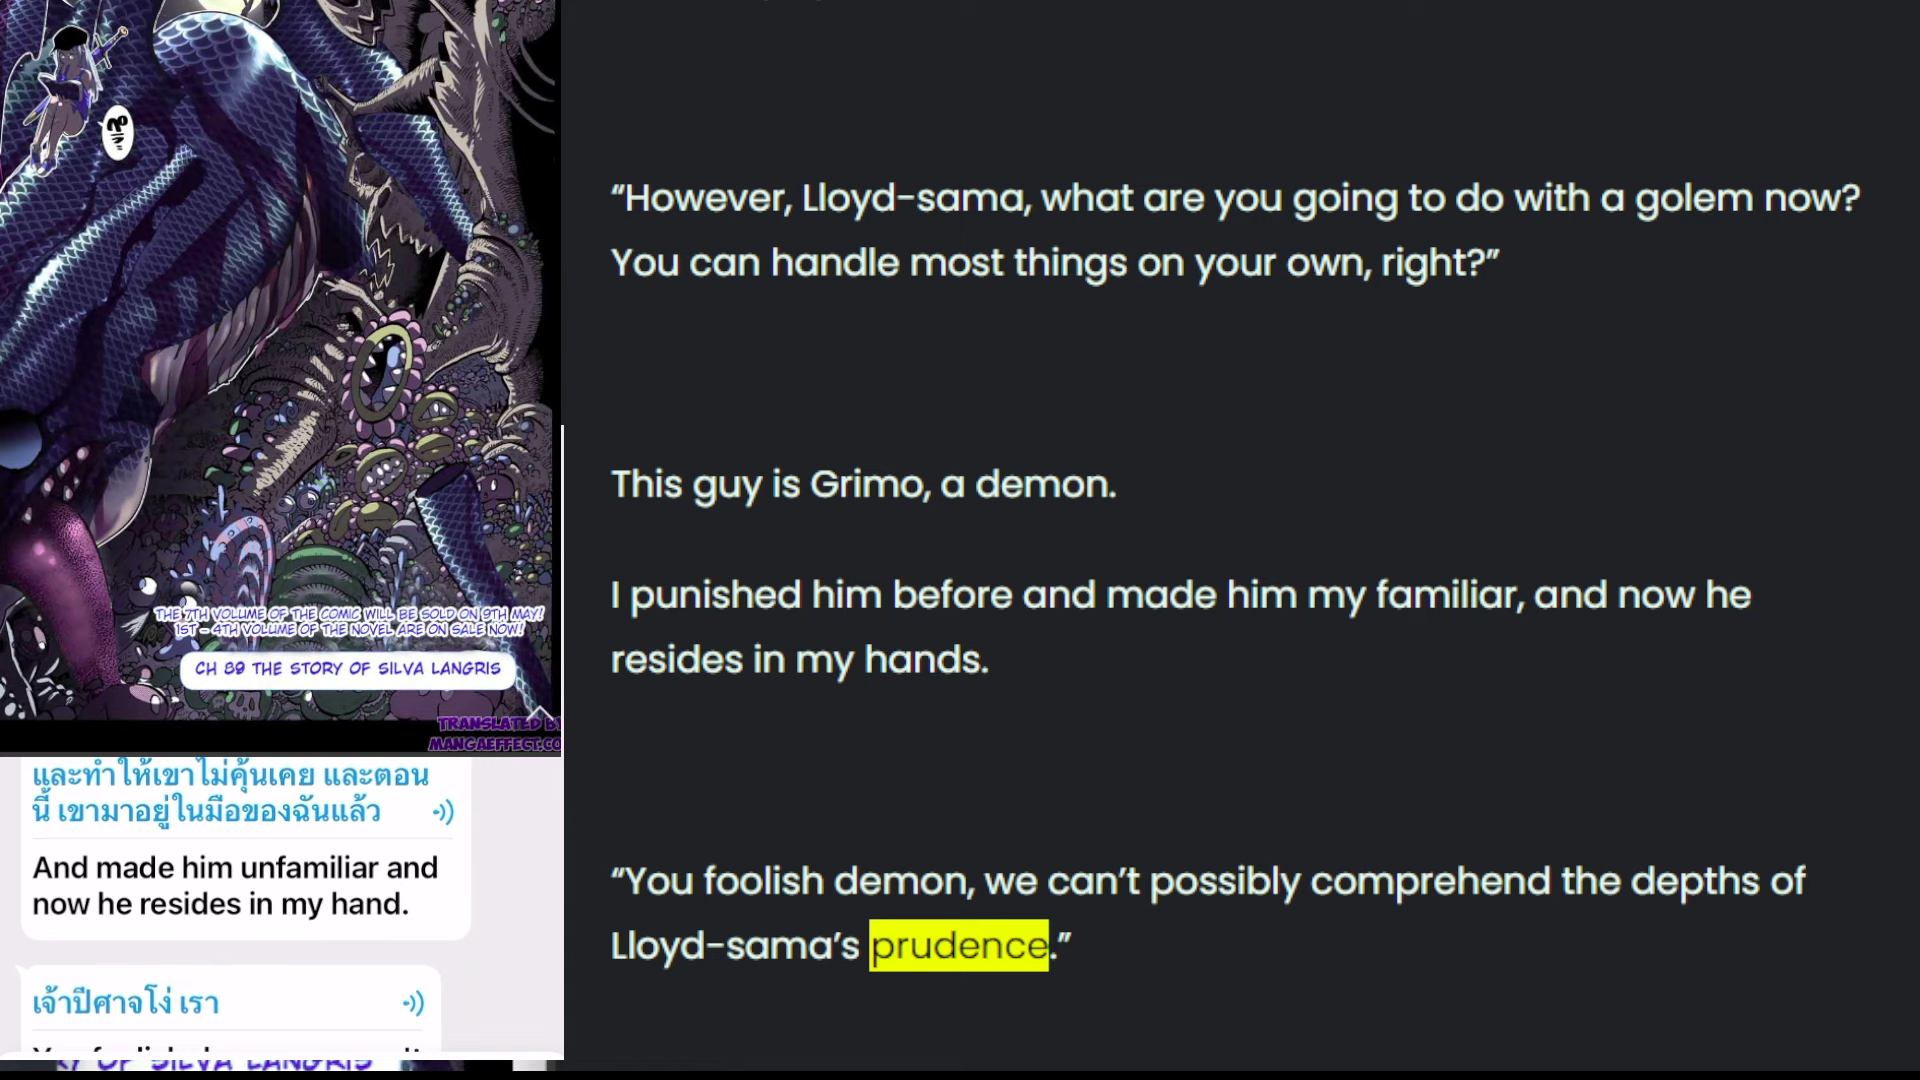 THE 7TH VOLUME OF THE COMIC WILL BE SOLD ON 9TH MAY!
1ST - 4TH VOLUME OF THE NOVEL ARE ON SALE NOW!
CH 80 THE STORY OF SILVA LANGRIS
TRANSLATED BY
MANGAEFFECT.CO
และทำให้เขาไม่คุ้นเคย และตอน
นี้ เขามาอยู่ในมือของฉันแล้ว
And made him unfamiliar and
now he resides in my hand.
เจ้าปีศาจโง่ เรา
OF SILVA LANGRIS
“However, Lloyd-sama, what are you going to do with a golem now?
You can handle most things on your own, right?”
This guy is Grimo, a demon.
I punished him before and made him my familiar, and now he
resides in my hands.
“You foolish demon, we can’t possibly comprehend the depths of
Lloyd-sama’s prudence.”